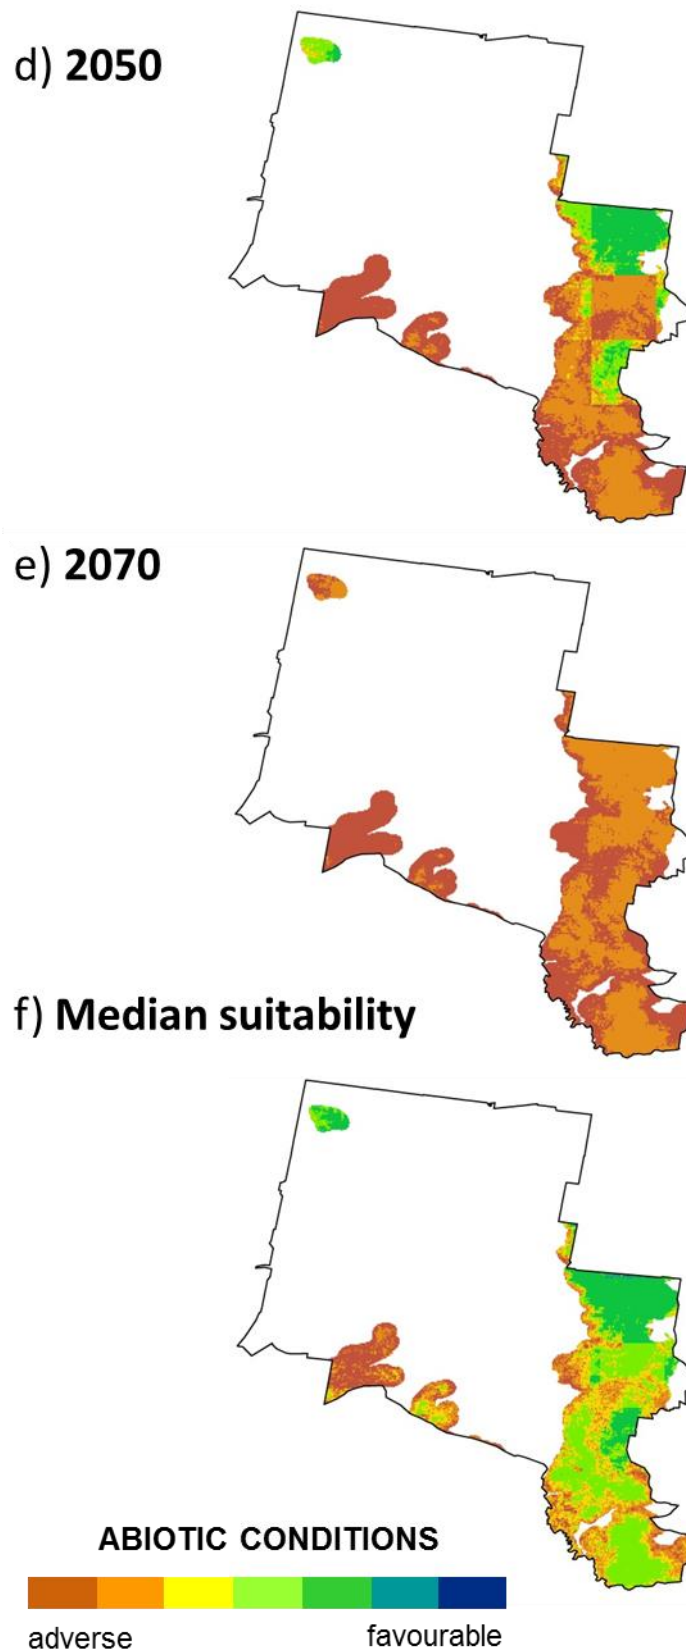 d) 2050
e) 2070
f) Median suitability
ABIOTIC CONDITIONS
adverse favourable